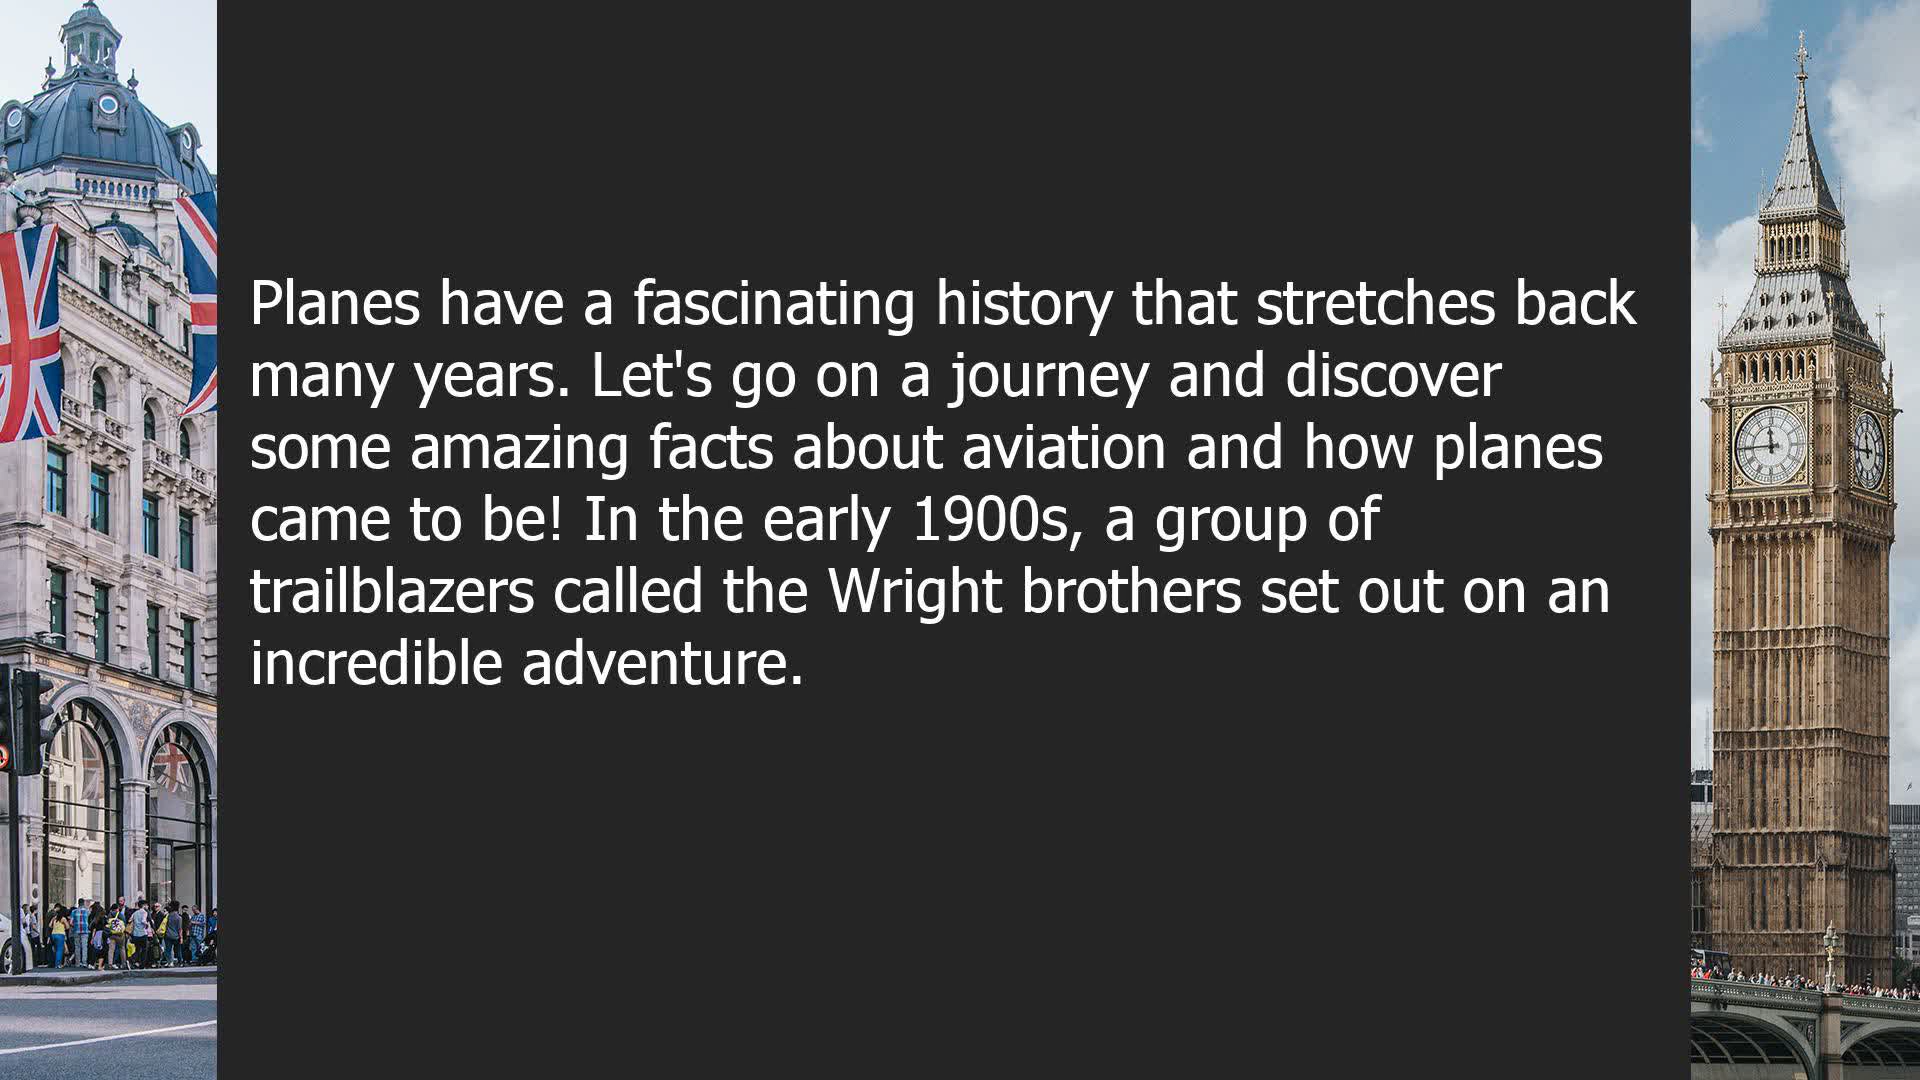 Planes have a fascinating history that stretches back
many years. Let's go on a journey and discover
some amazing facts about aviation and how planes
came to be! In the early 1900s, a group of
trailblazers called the Wright brothers set out on an
incredible adventure.